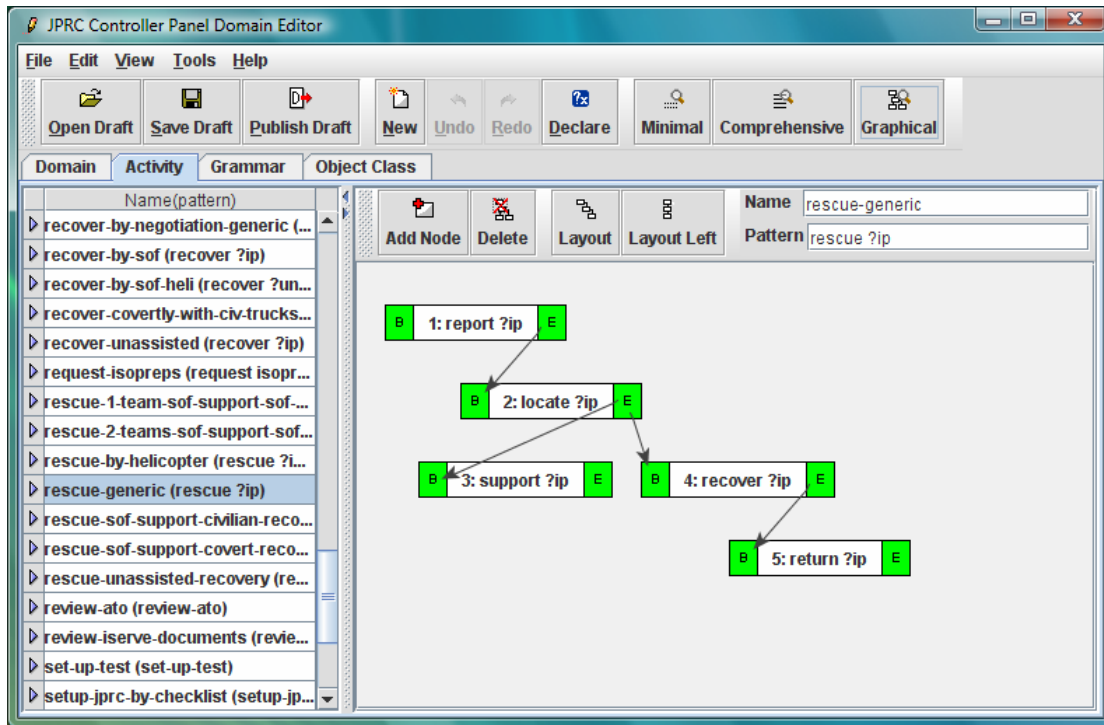 JPRC Controller Panel Domain Editor
File Edit View Tools Help
Open Draft Save Draft Publish Draft New Undo Redo Declare Minimal Comprehensive Graphical
Domain Activity Grammar Object Class
Name(pattern)
recover-by-negotiation-generic (...
recover-by-sof (recover ?ip)
recover-by-sof-heli (recover ?un...
recover-covertly-with-civ-trucks...
recover-unassisted (recover ?ip)
request-isopreps (request isopr...
rescue-1-team-sof-support-sof-...
rescue-2-teams-sof-support-sof...
rescue-by-helicopter (rescue ?i...
rescue-generic (rescue ?ip)
rescue-sof-support-civilian-reco...
rescue-sof-support-covert-reco...
rescue-unassisted-recovery (re...
review-ato (review-ato)
review-iserve-documents (revie...
set-up-test (set-up-test)
setup-jprc-by-checklist (setup-jp...
Add Node Delete Layout Layout Left
Name rescue-generic
Pattern rescue ?ip
B 1: report ?ip E
B 2: locate ?ip E
B 3: support ?ip E B 4: recover ?ip E
B 5: return ?ip E